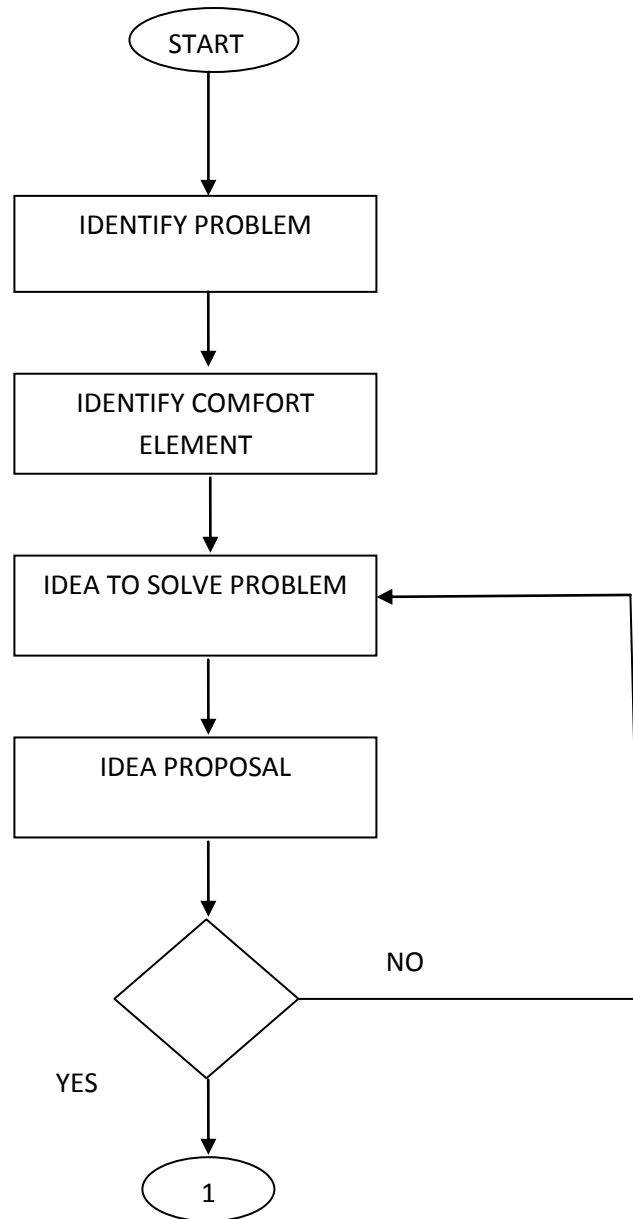 START
IDENTIFY PROBLEM
IDENTIFY COMFORT
ELEMENT
IDEA TO SOLVE PROBLEM
IDEA PROPOSAL
NO
YES
1